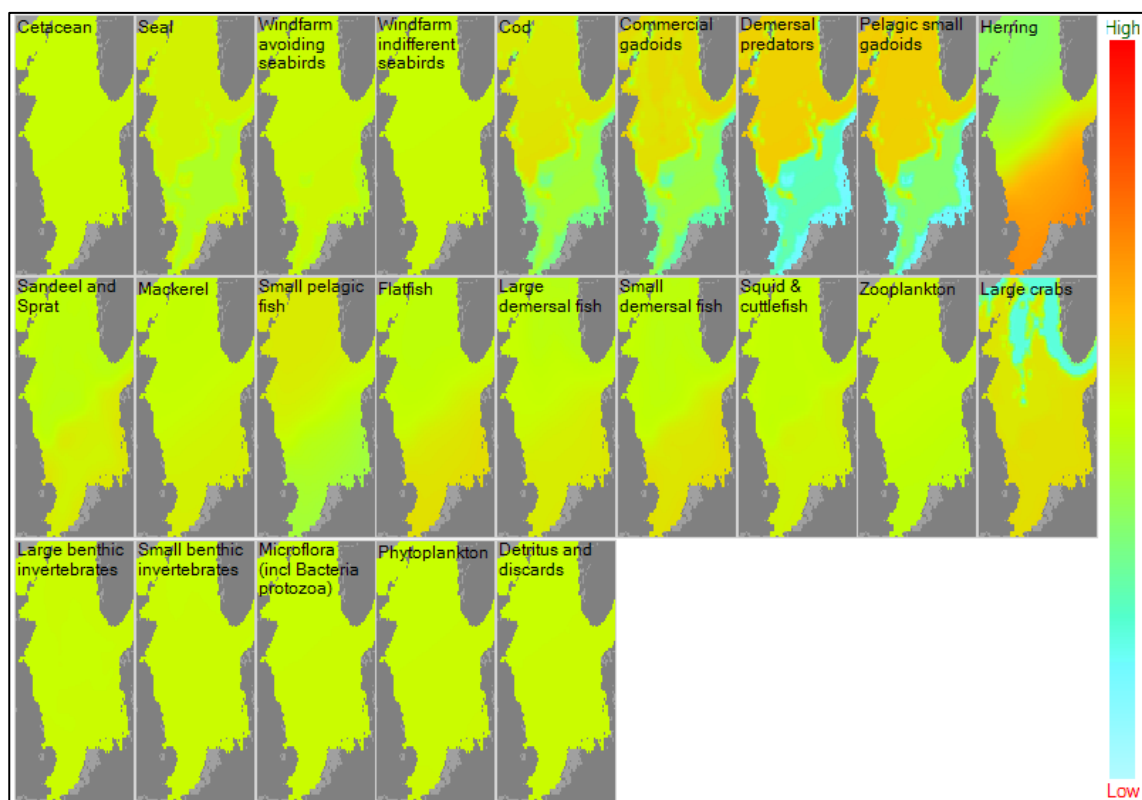 Cetacean
Seal
Windfarm
avoiding
seabirds
Windfarm
indifferent
seabirds
Cod
Commercial
gadoids
Demersal
predators
Pelagic small
gadoids
Herring
High
Sandeel and
Sprat
Mackerel
Small pelagic
fish
Flatfish
Large
demersal fish
Small
demersal fish
Squid &
cuttlefish
Zooplankton
Large crabs
Large benthic
invertebrates
Small benthic
invertebrates
Microflora
(incl Bacteria
protozoa)
Phytoplankton
Detritus and
discards
Low